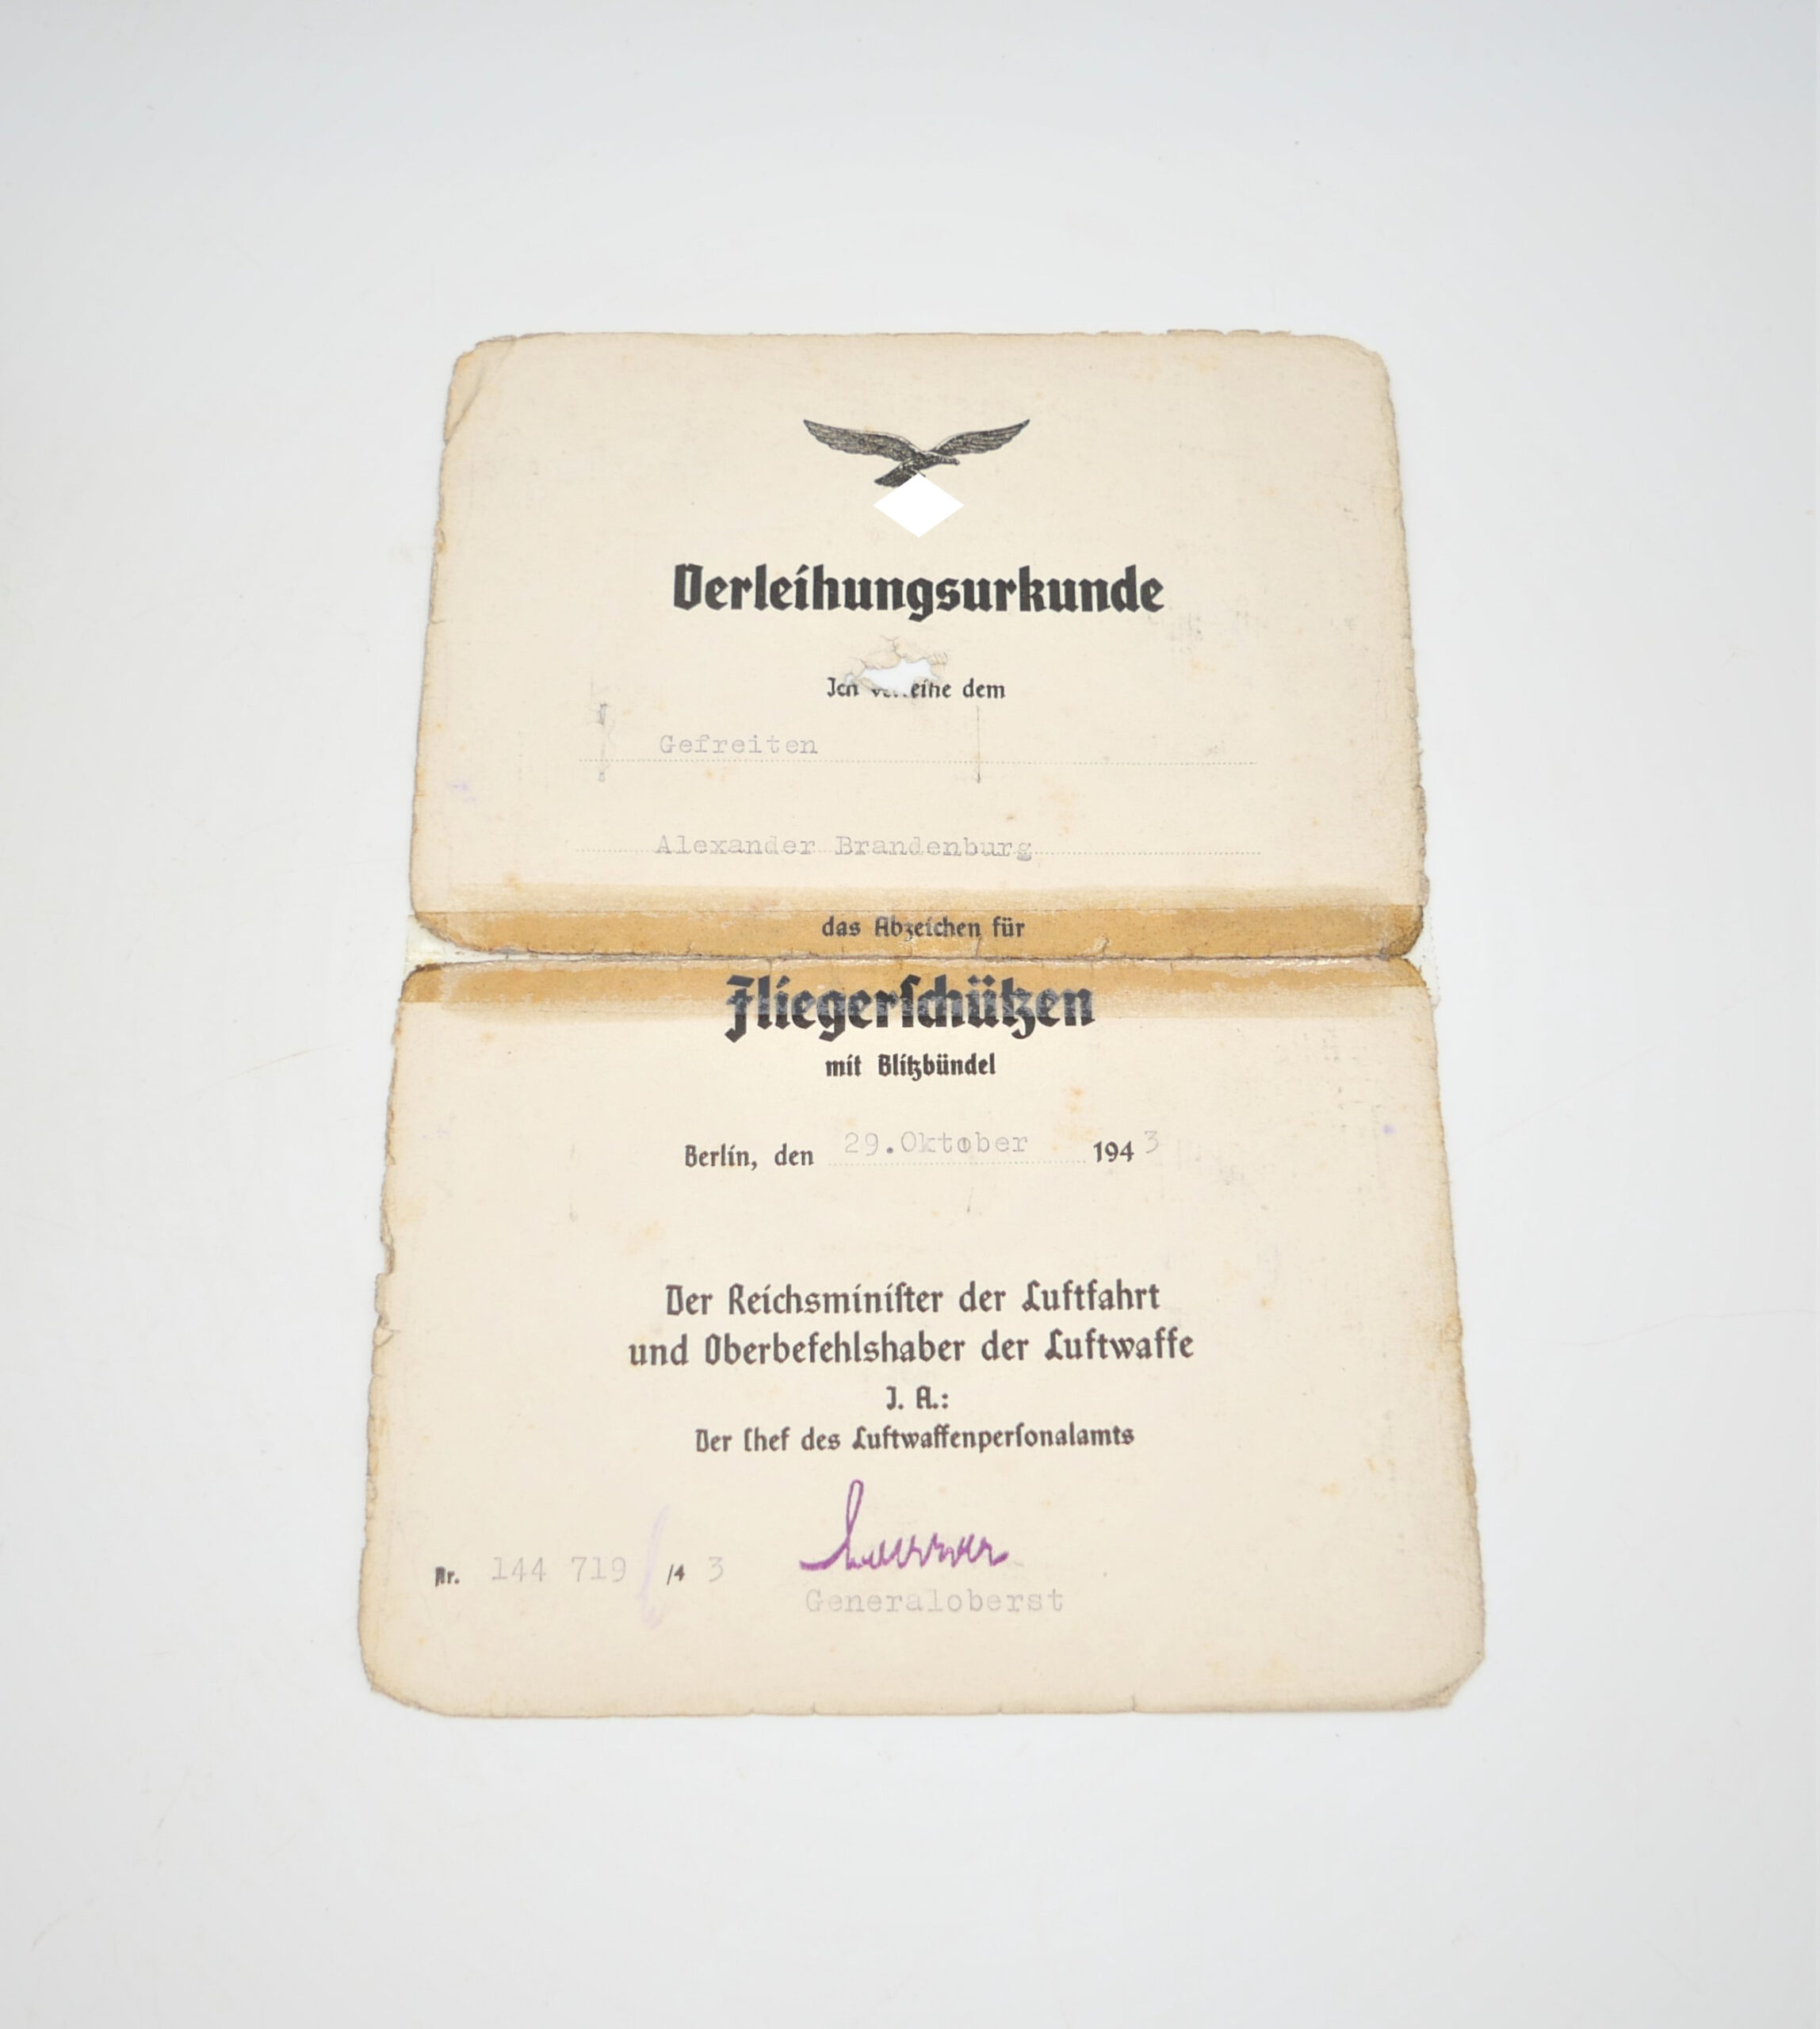 Verleihungsurkunde
Ich verleihe dem
Gefreiten
Alexander Brandenburg
das Abzeichen für
Fliegerſchützen
mit Blitzbündel
Berlin, den 29.Oktober 1943
Der Reichsminiſter der Luftfahrt
und Oberbefehlshaber der Luftwaffe
J. A.:
Der Chef des Luftwaffenperſonalamts
Nr. 144 719 /43
Generaloberst